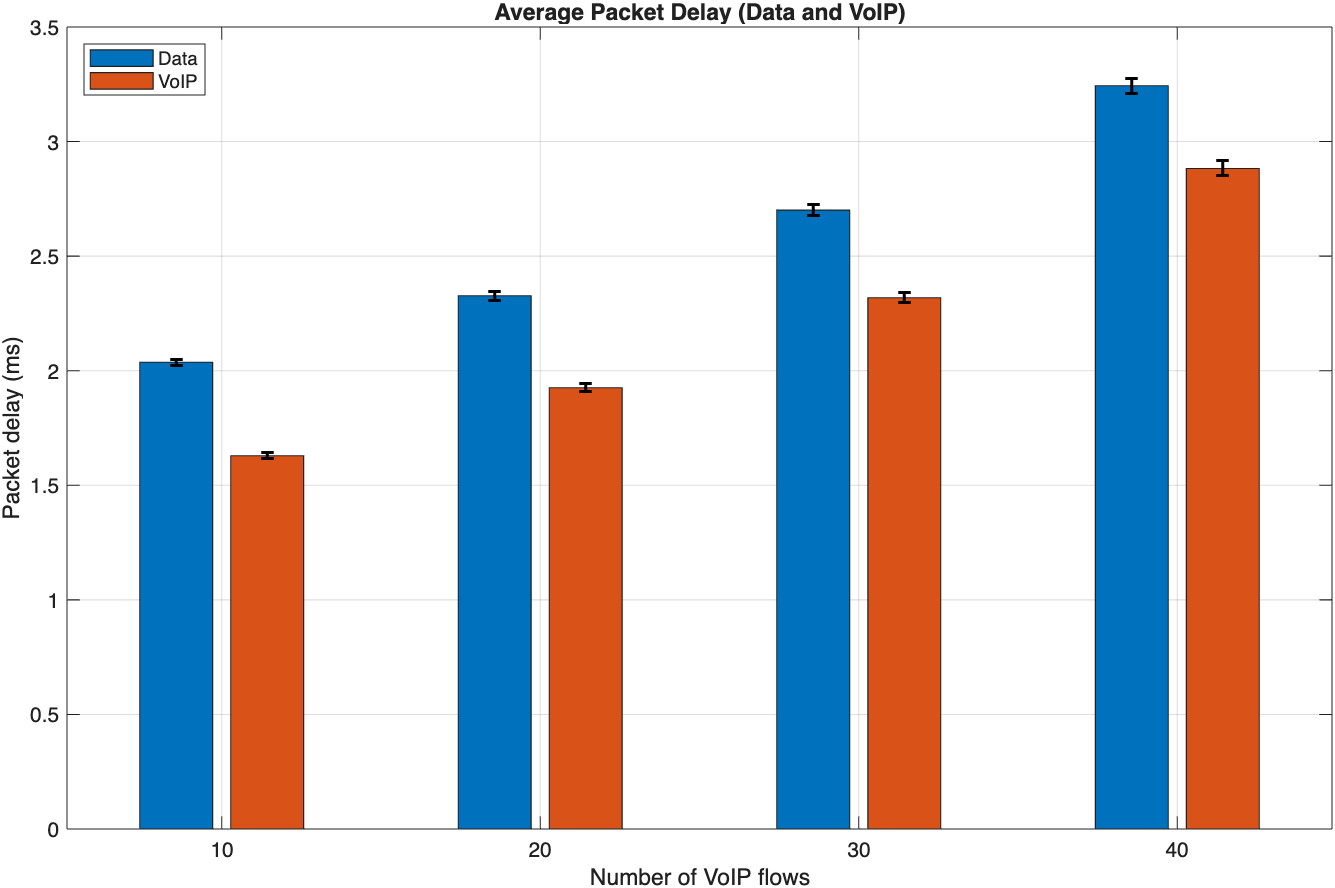 Average Packet Delay (Data and VoIP)
3.5
Data
VoIP
3
2.5
2
1.5
1
0.5
0
Packet delay (ms)
10 20 30 40
Number of VoIP flows